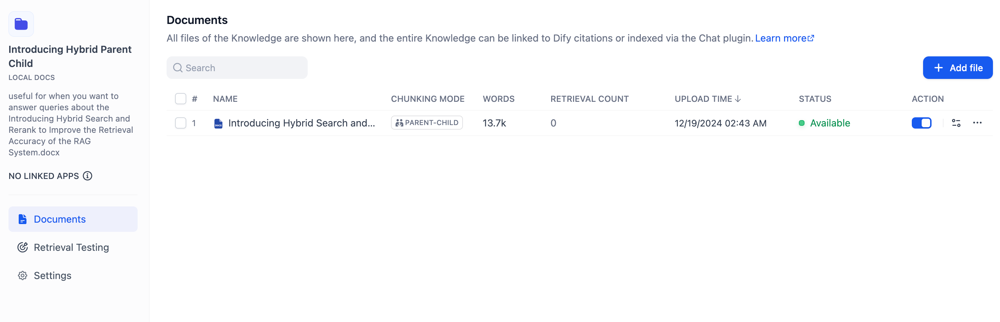 Introducing Hybrid Parent
Child
LOCAL DOCS
useful for when you want to
answer queries about the
Introducing Hybrid Search and
Rerank to Improve the Retrieval
Accuracy of the RAG
System.docx
NO LINKED APPS
Documents
Retrieval Testing
Settings
Documents
All files of the Knowledge are shown here, and the entire Knowledge can be linked to Dify citations or indexed via the Chat plugin. Learn more
Search
Add file
# NAME CHUNKING MODE WORDS RETRIEVAL COUNT UPLOAD TIME STATUS ACTION
1 DOCX Introducing Hybrid Search and... PARENT-CHILD 13.7k 0 12/19/2024 02:43 AM Available